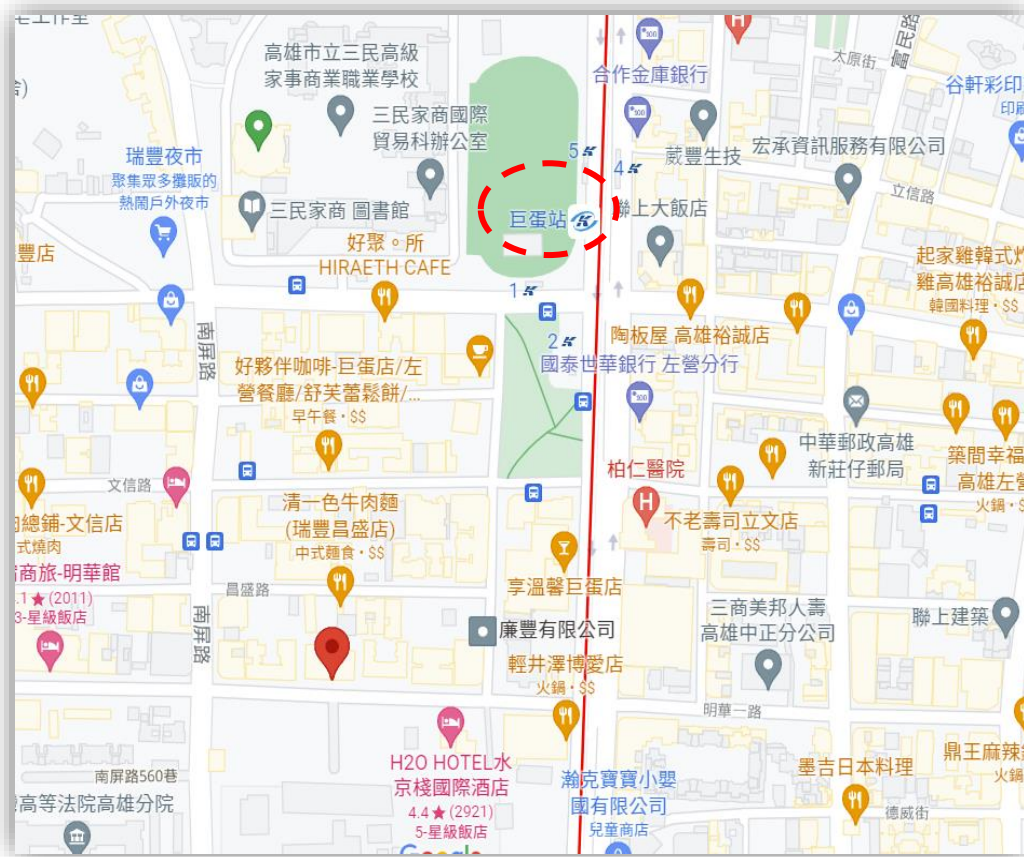 高雄市立三民高級
家事商業職業學校
合作金庫銀行
太原街
富民路
谷軒彩印
三民家商國際
貿易科辦公室
瑞豐夜市
聚集眾多攤販的
熱鬧戶外夜市
5
4
葳豐生技
宏承資訊服務有限公司
立信路
三民家商 圖書館
巨蛋站
聯上大飯店
豐店
好聚。所
HIRAETH CAFE
起家雞韓式炸
雞高雄裕誠店
韓國料理・$$
1
南屏路
2
陶板屋 高雄裕誠店
國泰世華銀行 左營分行
好夥伴咖啡-巨蛋店/左
營餐廳/舒芙蕾鬆餅/...
早午餐・$$
中華郵政高雄
新莊仔郵局
築間幸福
高雄左營
火鍋・$
文信路
柏仁醫院
清一色牛肉麵
(瑞豐昌盛店)
中式麵食・$$
總鋪-文信店
式燒肉
不老壽司立文店
壽司・$$
商旅-明華館
.1★(2011)
3-星級飯店
昌盛路
享溫馨巨蛋店
三商美邦人壽
高雄中正分公司
聯上建築
南屏路
廉豐有限公司
輕井澤博愛店
火鍋・$$
明華一路
H2O HOTEL水
京棧國際酒店
4.4★(2921)
5-星級飯店
南屏路560巷
高等法院高雄分院
瀚克寶寶小嬰
國有限公司
兒童商店
墨吉日本料理
鼎王麻辣
火鍋
德威街
Google